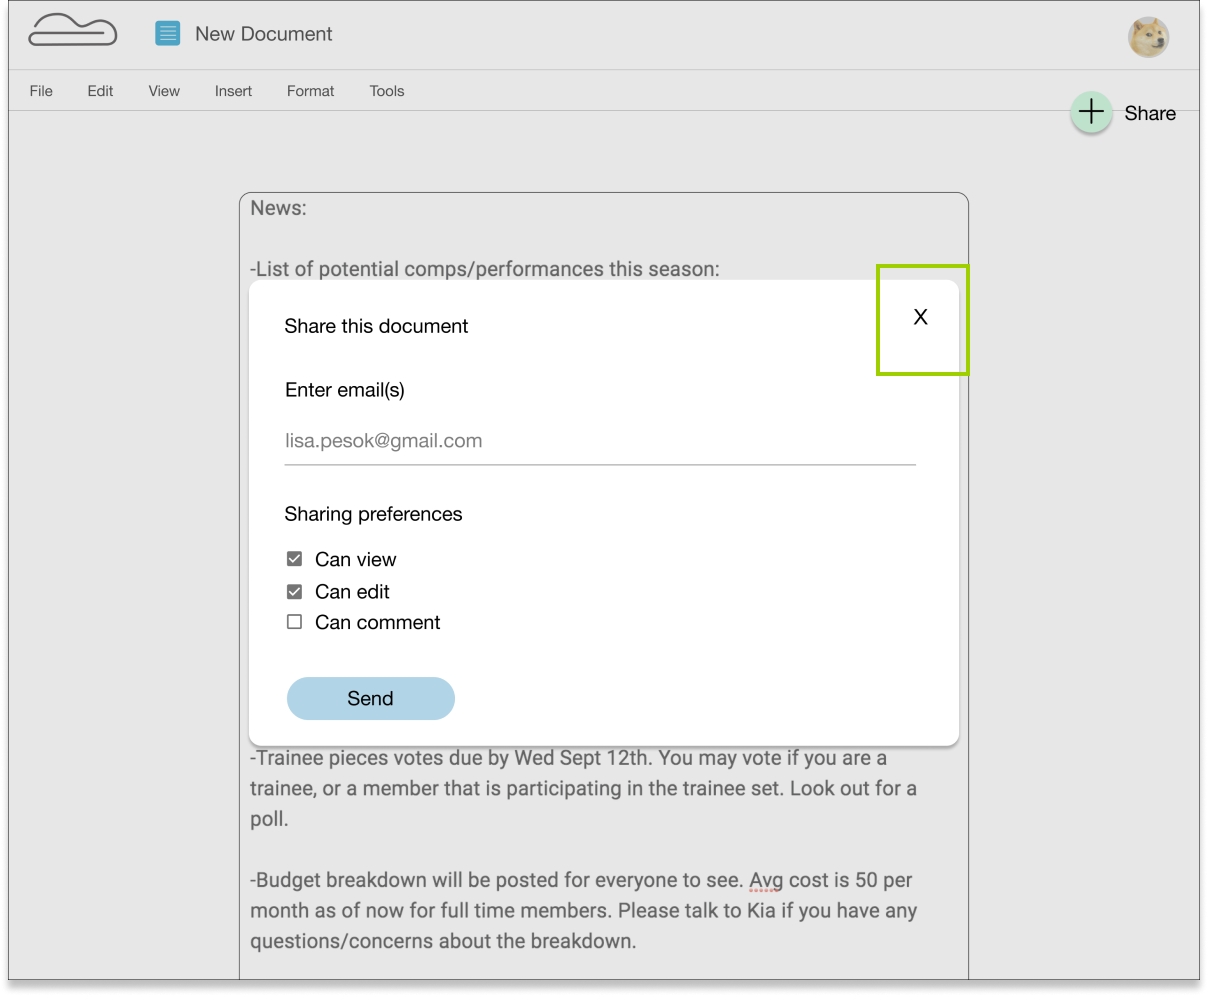 New Document
File Edit View Insert Format Tools
Share
News:
-List of potential comps/performances this season:
X
Share this document
Enter email(s)
lisa.pesok@gmail.com
Sharing preferences
Can view
Can edit
Can comment
Send
-Trainee pieces votes due by Wed Sept 12th. You may vote if you are a
trainee, or a member that is participating in the trainee set. Look out for a
poll.
-Budget breakdown will be posted for everyone to see. Avg cost is 50 per
month as of now for full time members. Please talk to Kia if you have any
questions/concerns about the breakdown.